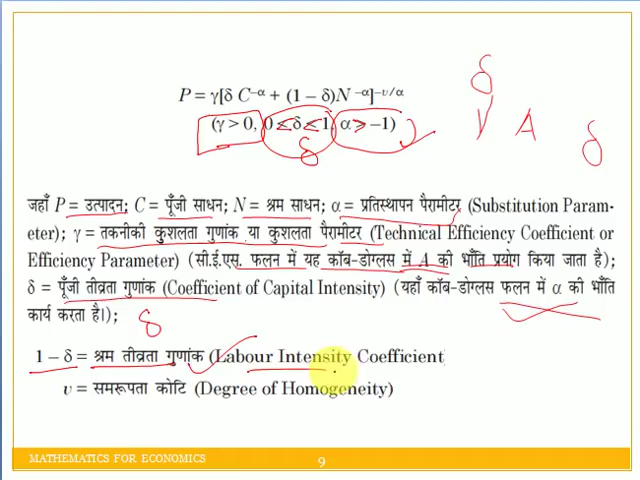 P = γ[δ C⁻ᵅ + (1 − δ)N ⁻ᵅ]⁻ᵛ/ᵅ
(γ > 0, 0 < δ < 1, α > −1)
δ
δ
γ A
δ
जहाँ P = उत्पादन; C = पूँजी साधन; N = श्रम साधन; α = प्रतिस्थापन पैरामीटर (Substitution Param-
eter); γ = तकनीकी कुशलता गुणांक या कुशलता पैरामीटर (Technical Efficiency Coefficient or
Efficiency Parameter) (सी.ई.एस. फलन में यह कॉब-डोग्लस में A की भाँति प्रयोग किया जाता है);
δ = पूँजी तीव्रता गुणांक (Coefficient of Capital Intensity) (यहाँ कॉब-डोग्लस फलन में α की भाँति
कार्य करता है।);
δ
1 − δ = श्रम तीव्रता गुणांक (Labour Intensity Coefficient
υ = समरूपता कोटि (Degree of Homogeneity)
MATHEMATICS FOR ECONOMICS 9